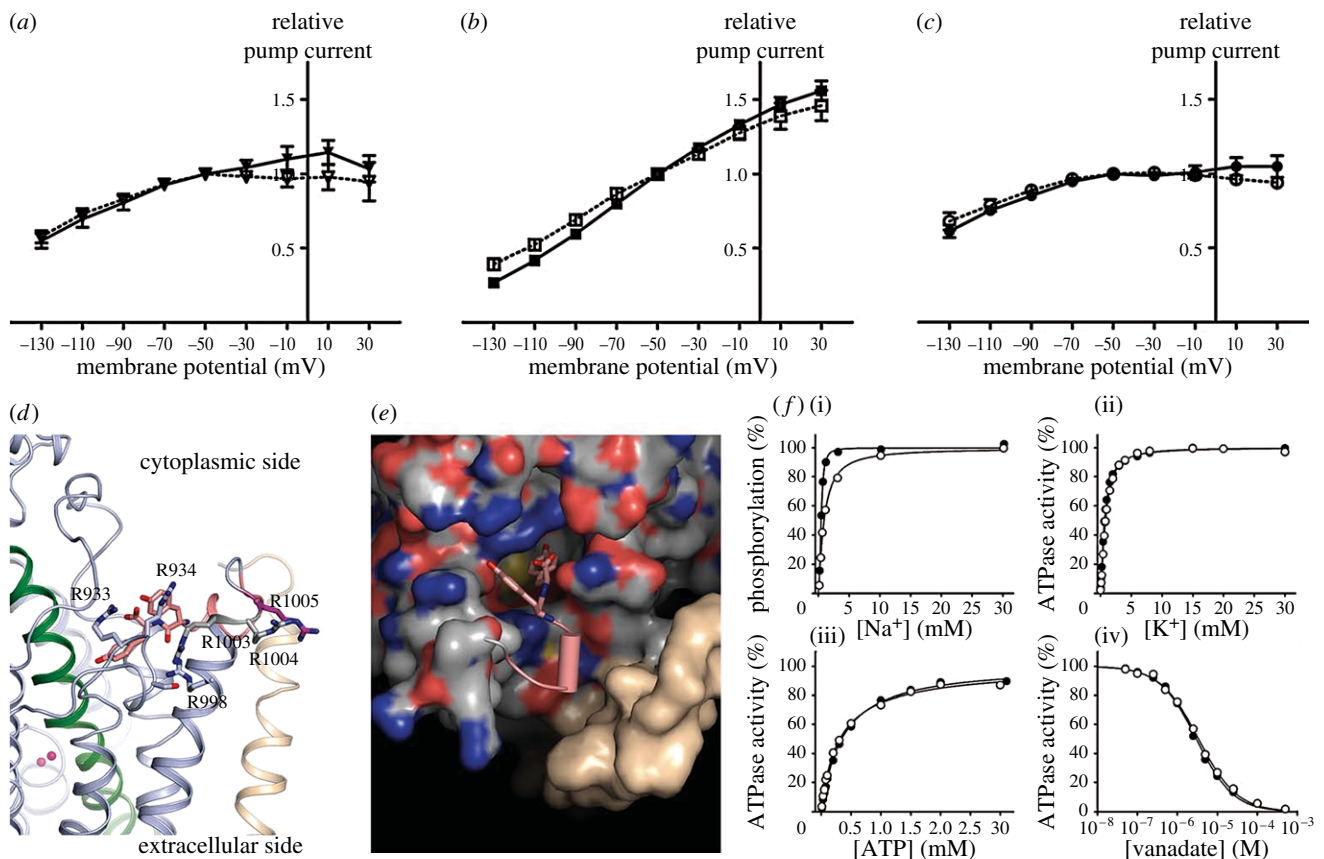 (a)
relative
pump current
1.5
1.0
0.5
–130 –110 –90 –70 –50 –30 –10 10 30
membrane potential (mV)
(b)
relative
pump current
1.5
1.0
0.5
–130 –110 –90 –70 –50 –30 –10 10 30
membrane potential (mV)
(c)
relative
pump current
1.5
1.0
0.5
–130 –110 –90 –70 –50 –30 –10 10 30
membrane potential (mV)
(d)
cytoplasmic side
R934
R933
R1005
R1003
R1004
R998
extracellular side
(e)
(f) (i)
phosphorylation (%)
100
80
60
40
20
0 5 10 15 20 25 30
[Na+] (mM)
(ii)
ATPase activity (%)
100
80
60
40
20
0 5 10 15 20 25 30
[K+] (mM)
(iii)
ATPase activity (%)
100
80
60
40
20
0 0.5 1.0 1.5 2.0 2.5 30
[ATP] (mM)
(iv)
ATPase activity (%)
100
80
60
40
20
10–8 10–7 10–6 10–5 10–4 10–3
[vanadate] (M)